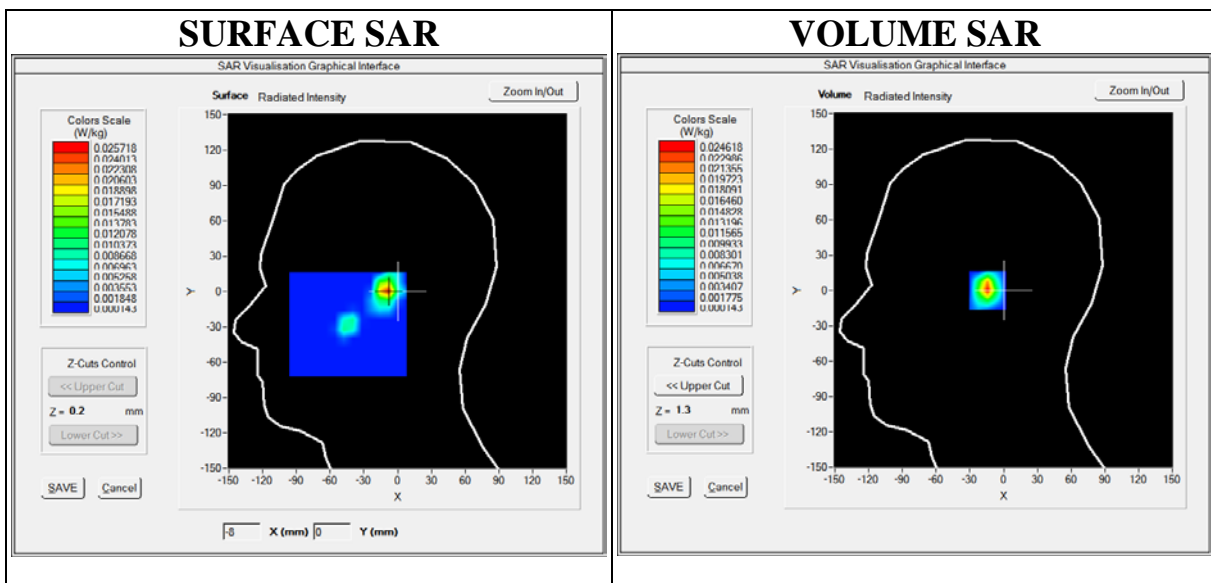 SURFACE SAR
SAR Visualisation Graphical Interface
Surface Radiated Intensity
Zoom In/Out
Colors Scale
(W/kg)
0.025718
0.024013
0.022308
0.020603
0.018898
0.017193
0.015488
0.013783
0.012078
0.010373
0.008668
0.006963
0.005258
0.003553
0.001848
0.000143
Z-Cuts Control
<< Upper Cut
Z = 0.2 mm
Lower Cut >>
SAVE Cancel
150
120
90
60
30
0
-30
-60
-90
-120
-150
Y
-150 -120 -90 -60 -30 0 30 60 90 120 150
X
-8 X (mm) 0 Y (mm)
VOLUME SAR
SAR Visualisation Graphical Interface
Volume Radiated Intensity
Zoom In/Out
Colors Scale
(W/kg)
0.024618
0.022986
0.021355
0.019723
0.018091
0.016460
0.014828
0.013196
0.011565
0.009933
0.008301
0.006670
0.005038
0.003407
0.001775
0.000143
Z-Cuts Control
<< Upper Cut
Z = 1.3 mm
Lower Cut >>
SAVE Cancel
150
120
90
60
30
0
-30
-60
-90
-120
-150
Y
-150 -120 -90 -60 -30 0 30 60 90 120 150
X